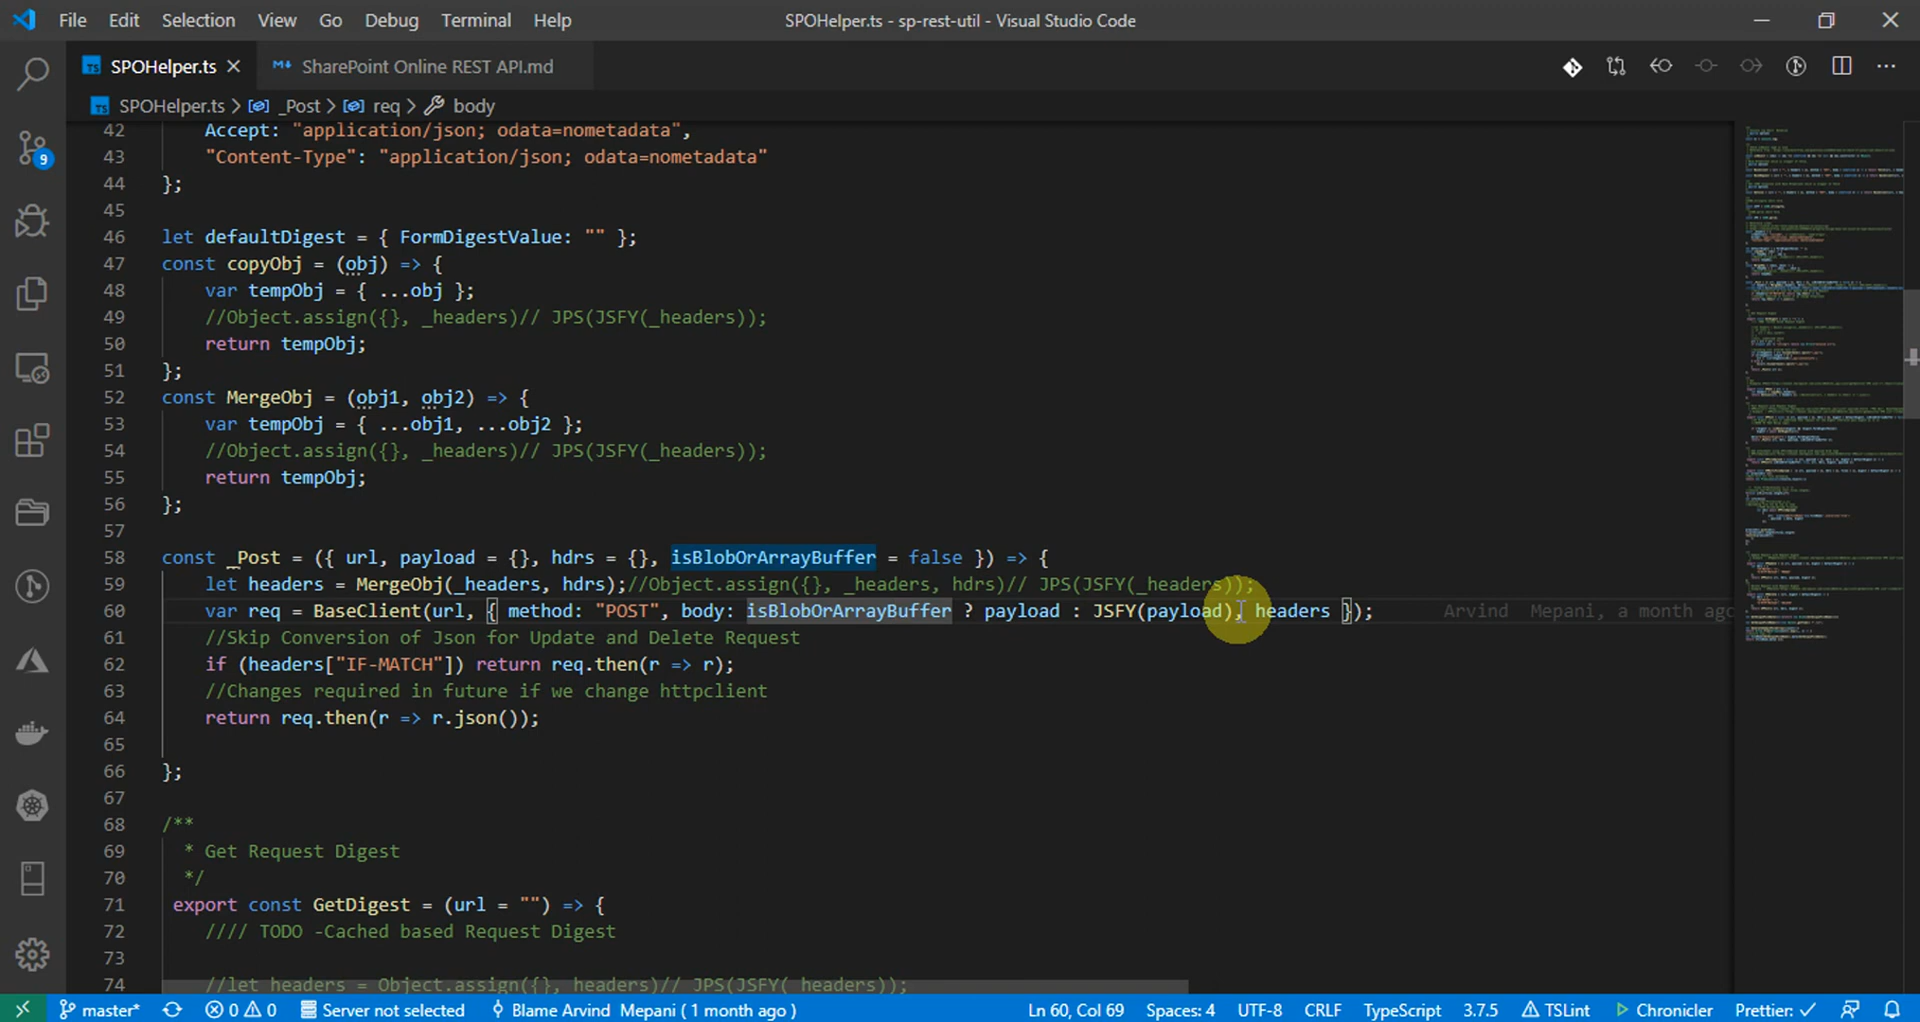 File Edit Selection View Go Debug Terminal Help
SPOHelper.ts - sp-rest-util - Visual Studio Code
TS SPOHelper.ts
SharePoint Online REST API.md
TS SPOHelper.ts > _Post > req > body
42 Accept: "application/json; odata=nometadata",
43 "Content-Type": "application/json; odata=nometadata"
44 };
45
46 let defaultDigest = { FormDigestValue: "" };
47 const copyObj = (obj) => {
48 var tempObj = { ...obj };
49 //Object.assign({}, _headers)// JPS(JSFY(_headers));
50 return tempObj;
51 };
52 const MergeObj = (obj1, obj2) => {
53 var tempObj = { ...obj1, ...obj2 };
54 //Object.assign({}, _headers)// JPS(JSFY(_headers));
55 return tempObj;
56 };
57
58 const _Post = ({ url, payload = {}, hdrs = {}, isBlobOrArrayBuffer = false }) => {
59 let headers = MergeObj(_headers, hdrs);//Object.assign({}, _headers, hdrs)// JPS(JSFY(_headers));
60 var req = BaseClient(url, { method: "POST", body: isBlobOrArrayBuffer ? payload : JSFY(payload), headers }); Arvind Mepani, a month ago
61 //Skip Conversion of Json for Update and Delete Request
62 if (headers["IF-MATCH"]) return req.then(r => r);
63 //Changes required in future if we change httpclient
64 return req.then(r => r.json());
65
66 };
67
68 /**
69 * Get Request Digest
70 */
71 export const GetDigest = (url = "") => {
72 //// TODO -Cached based Request Digest
73
74 //let headers = Object.assign({}, headers)// JPS(JSFY( headers));
9
master* 0 0 Server not selected Blame Arvind Mepani ( 1 month ago ) Ln 60, Col 69 Spaces: 4 UTF-8 CRLF TypeScript 3.7.5 TSLint Chronicler Prettier: ✓